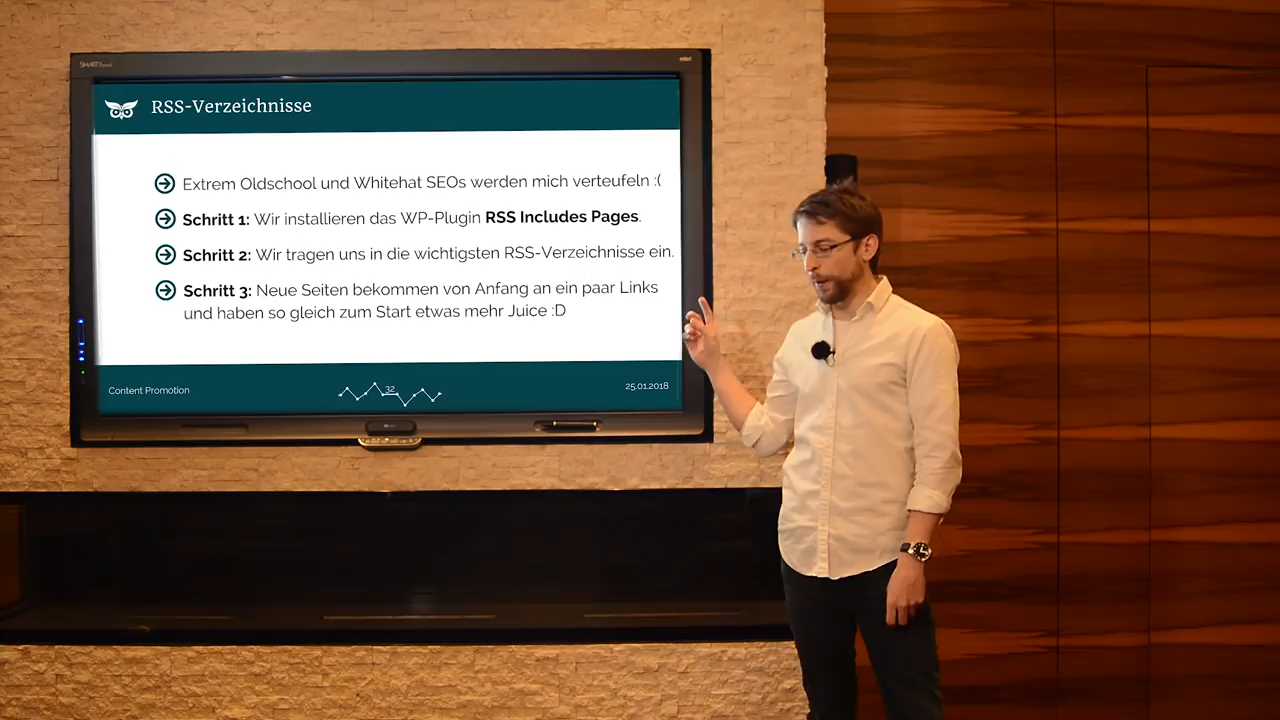 SMART Board
RSS-Verzeichnisse
Extrem Oldschool und Whitehat SEOs werden mich verteufeln :(
Schritt 1: Wir installieren das WP-Plugin RSS Includes Pages.
Schritt 2: Wir tragen uns in die wichtigsten RSS-Verzeichnisse ein.
Schritt 3: Neue Seiten bekommen von Anfang an ein paar Links
und haben so gleich zum Start etwas mehr Juice :D
Content Promotion
32
25.01.2018